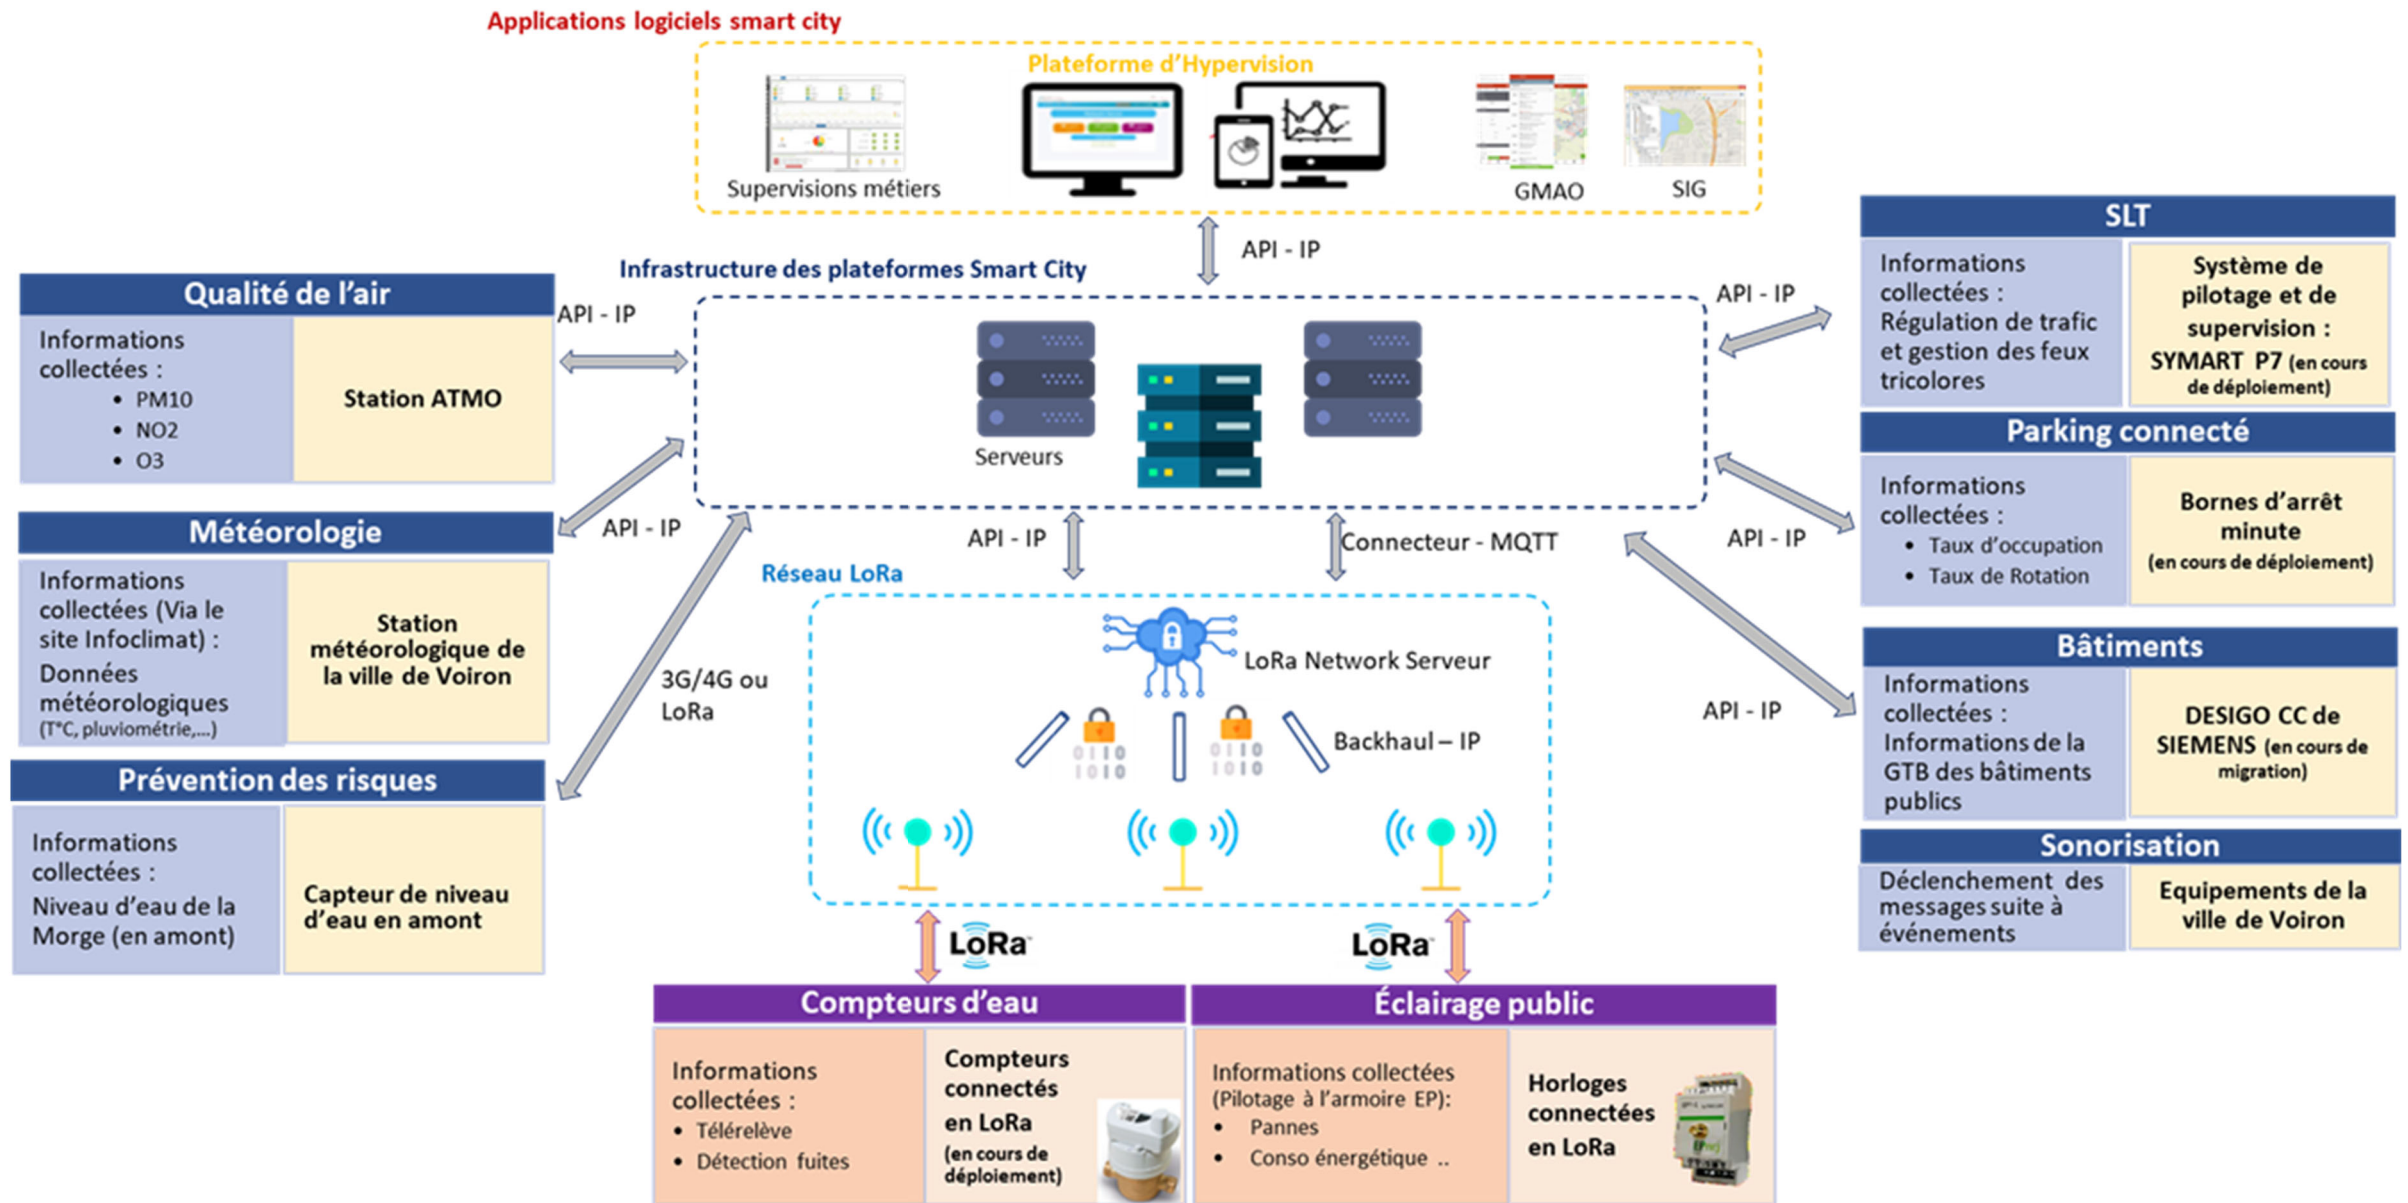 Applications logiciels smart city
Plateforme d'Hypervision
Supervisions métiers
GMAO
SIG
API - IP
Infrastructure des plateformes Smart City
Serveurs
Qualité de l'air
Informations
collectées :
• PM10
• NO2
• O3
Station ATMO
API - IP
Météorologie
Informations
collectées (Via le
site Infoclimat) :
Données
météorologiques
(T°C, pluviométrie,...)
Station
météorologique de
la ville de Voiron
API - IP
Prévention des risques
Informations
collectées :
Niveau d'eau de la
Morge (en amont)
Capteur de niveau
d'eau en amont
3G/4G ou
LoRa
API - IP
Connecteur - MQTT
Réseau LoRa
LoRa Network Serveur
0110
1010
0110
1010
Backhaul – IP
LoRa™
LoRa™
Compteurs d'eau
Informations
collectées :
• Télérelève
• Détection fuites
Compteurs
connectés
en LoRa
(en cours de
déploiement)
Éclairage public
Informations collectées
(Pilotage à l'armoire EP):
• Pannes
• Conso énergétique ..
Horloges
connectées
en LoRa
SLT
Informations
collectées :
Régulation de trafic
et gestion des feux
tricolores
Système de
pilotage et de
supervision :
SYMART P7 (en cours
de déploiement)
API - IP
Parking connecté
Informations
collectées :
• Taux d'occupation
• Taux de Rotation
Bornes d'arrêt
minute
(en cours de déploiement)
API - IP
Bâtiments
Informations
collectées :
Informations de la
GTB des bâtiments
publics
DESIGO CC de
SIEMENS (en cours de
migration)
API - IP
Sonorisation
Déclenchement des
messages suite à
événements
Equipements de la
ville de Voiron